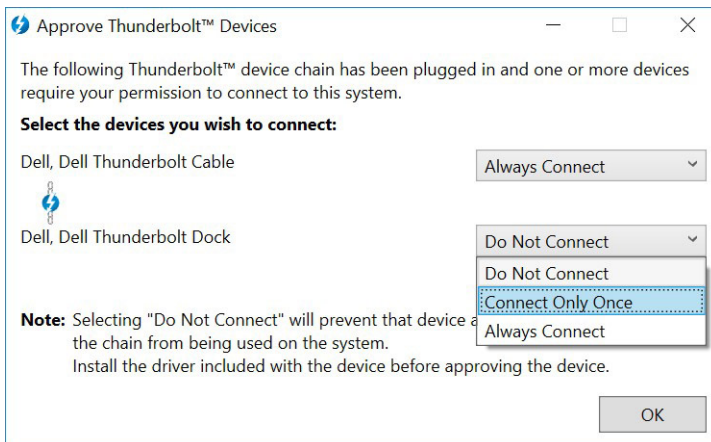 Approve Thunderbolt™ Devices
The following Thunderbolt™ device chain has been plugged in and one or more devices
require your permission to connect to this system.
Select the devices you wish to connect:
Dell, Dell Thunderbolt Cable
Always Connect
Dell, Dell Thunderbolt Dock
Do Not Connect
Do Not Connect
Connect Only Once
Always Connect
Note: Selecting "Do Not Connect" will prevent that device
the chain from being used on the system.
Install the driver included with the device before approving the device.
OK